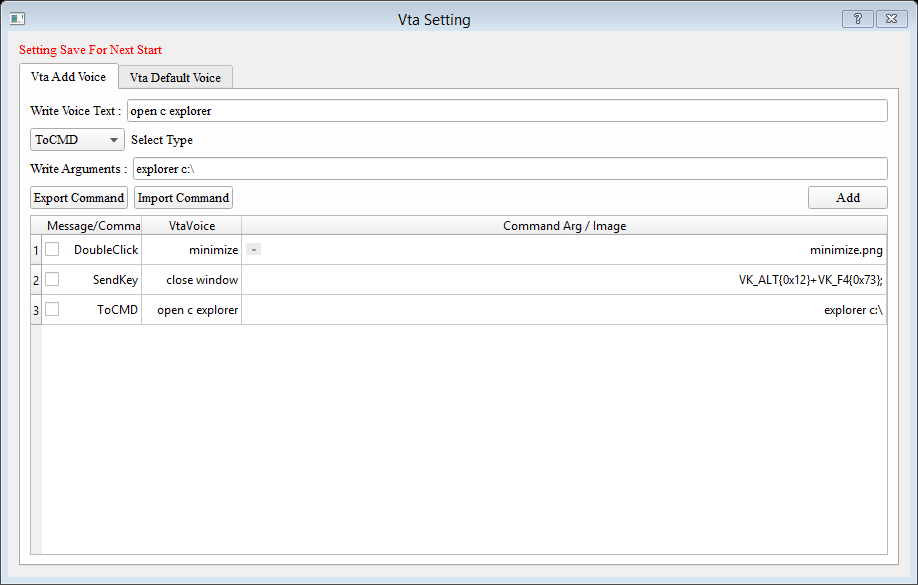 Vta Setting
Setting Save For Next Start
Vta Add Voice Vta Default Voice
Write Voice Text : open c explorer
ToCMD Select Type
Write Arguments : explorer c:\
Export Command Import Command Add
Message/Comma VtaVoice Command Arg / Image
1 DoubleClick minimize - minimize.png
2 SendKey close window VK_ALT{0x12}+VK_F4{0x73};
3 ToCMD open c explorer explorer c:\